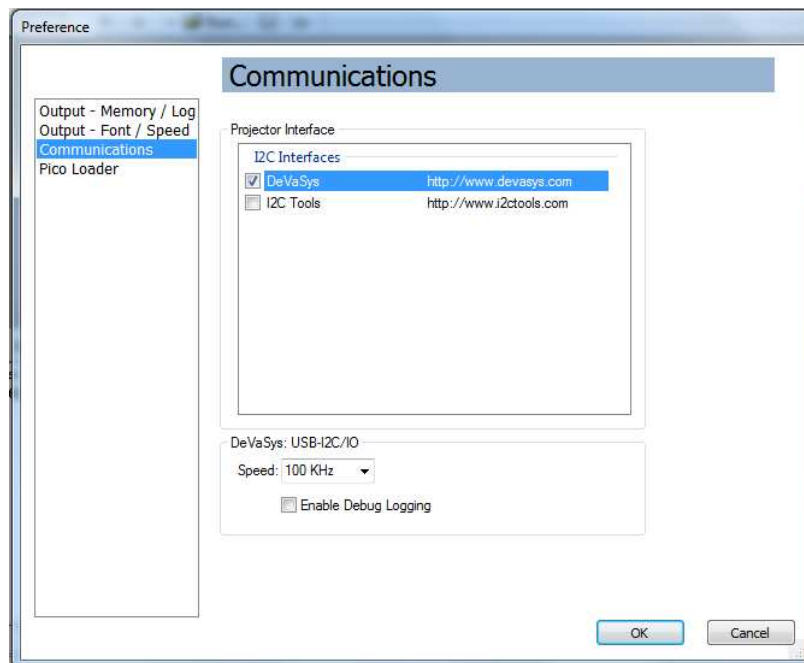 Preference
Communications
Output - Memory / Log
Output - Font / Speed
Communications
Pico Loader
Projector Interface
I2C Interfaces
DeVaSys http://www.devasys.com
I2C Tools http://www.i2ctools.com
DeVaSys: USB-I2C/IO
Speed: 100 KHz
Enable Debug Logging
OK Cancel